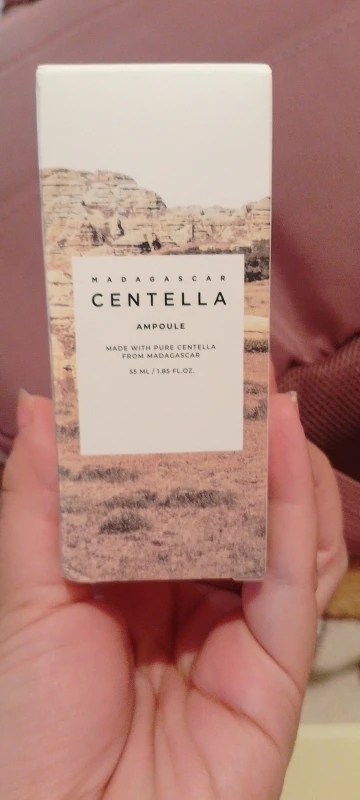 MADAGASCAR
CENTELLA
AMPOULE
MADE WITH PURE CENTELLA
FROM MADAGASCAR
55 ML / 1.85 FL.OZ.